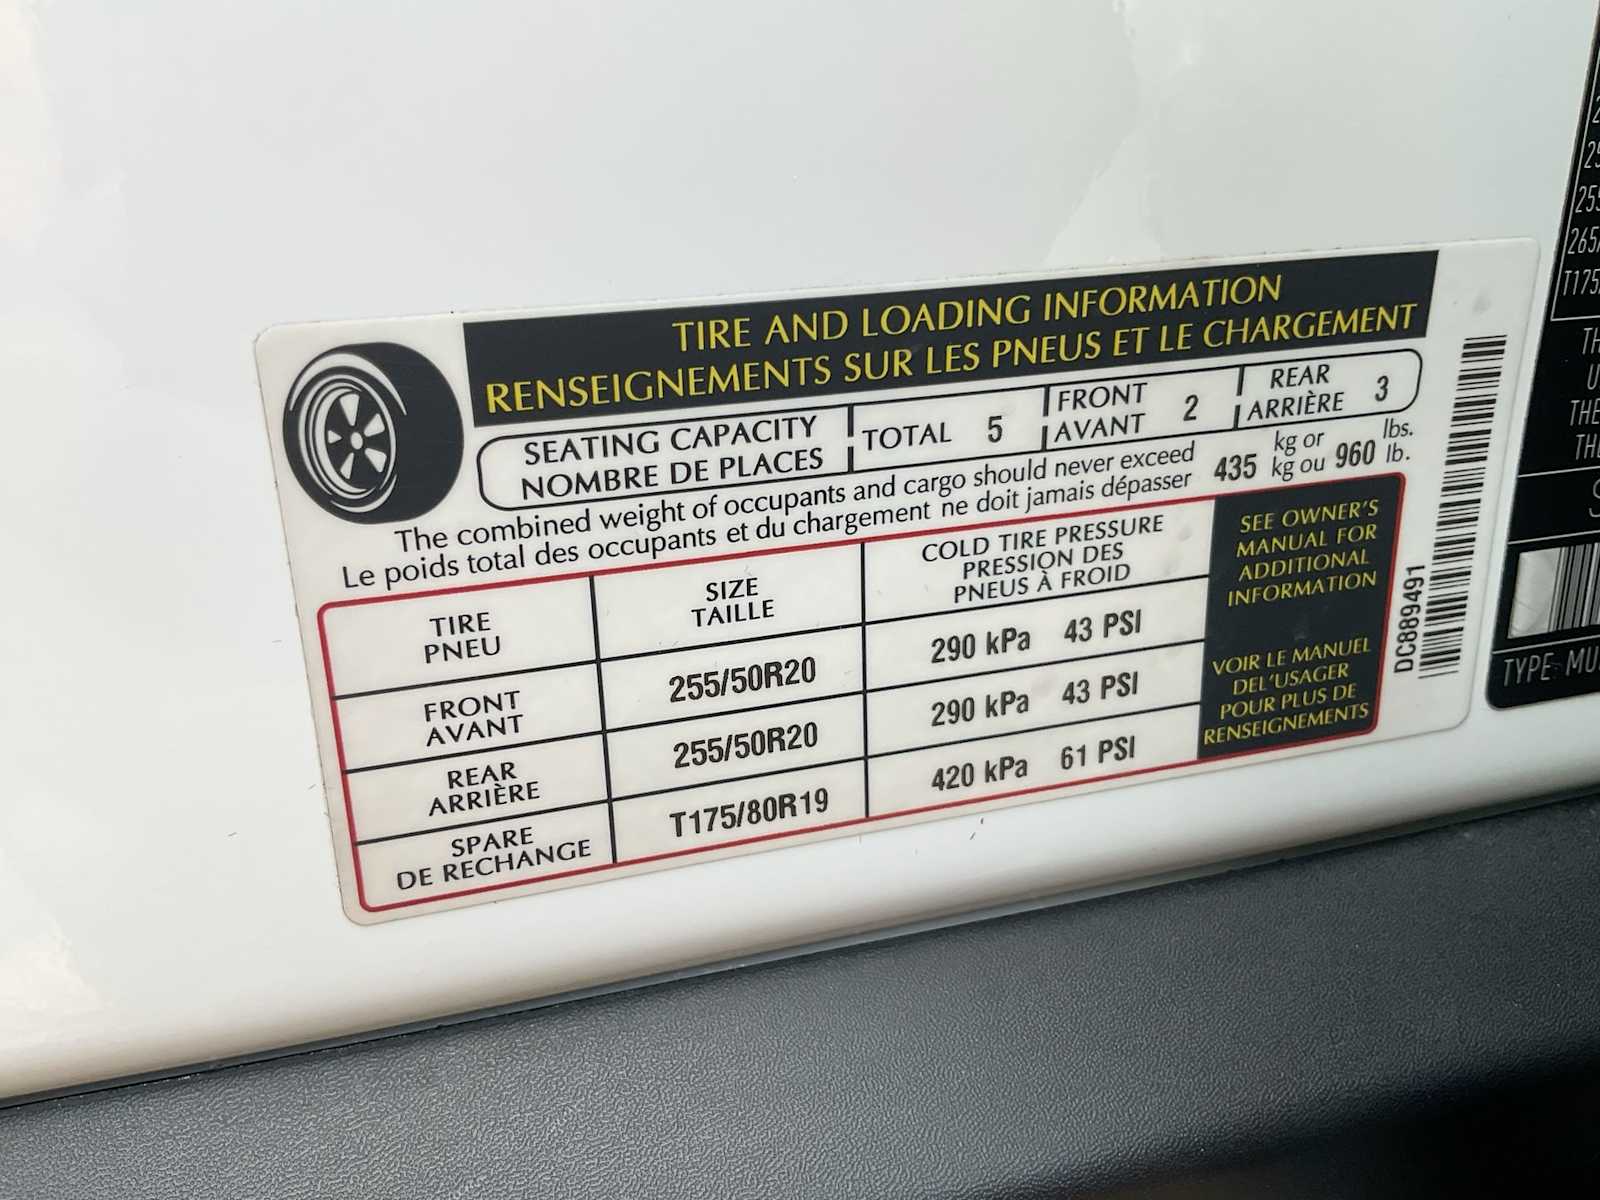 TIRE AND LOADING INFORMATION
RENSEIGNEMENTS SUR LES PNEUS ET LE CHARGEMENT
SEATING CAPACITY
NOMBRE DE PLACES
TOTAL 5
FRONT
AVANT 2
REAR
ARRIÈRE 3
The combined weight of occupants and cargo should never exceed 435 kg or 960 lbs.
Le poids total des occupants et du chargement ne doit jamais dépasser kg ou lb.
TIRE
PNEU
SIZE
TAILLE
COLD TIRE PRESSURE
PRESSION DES
PNEUS À FROID
FRONT
AVANT
255/50R20
290 kPa 43 PSI
REAR
ARRIÈRE
255/50R20
290 kPa 43 PSI
SPARE
DE RECHANGE
T175/80R19
420 kPa 61 PSI
SEE OWNER'S
MANUAL FOR
ADDITIONAL
INFORMATION
VOIR LE MANUEL
DEL'USAGER
POUR PLUS DE
RENSEIGNEMENTS
DC889491
TYPE: